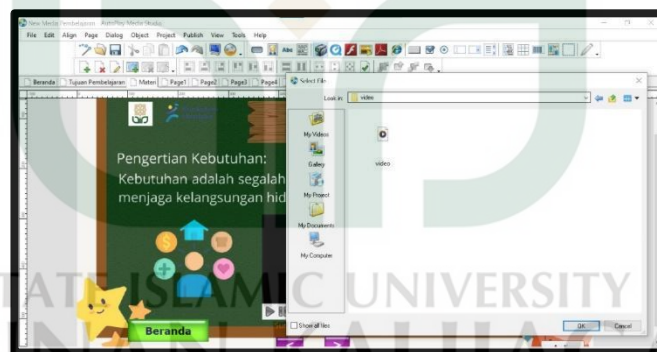 New Media Pembelajaran - AutoPlay Media Studio
File Edit Align Page Dialog Object Project Publish View Tools Help
Beranda Tujuan Pembelajaran Materi Page1 Page2 Page3 Page4
Select File
Look in: video
My Videos
Gallery
My Project
My Documents
My Computer
video
Pengertian Kebutuhan:
Kebutuhan adalah segalah
menjaga kelangsungan hid
Beranda
Show all files
OK Cancel
STATE ISLAMIC UNIVERSITY
SUNAN KALIJAGA